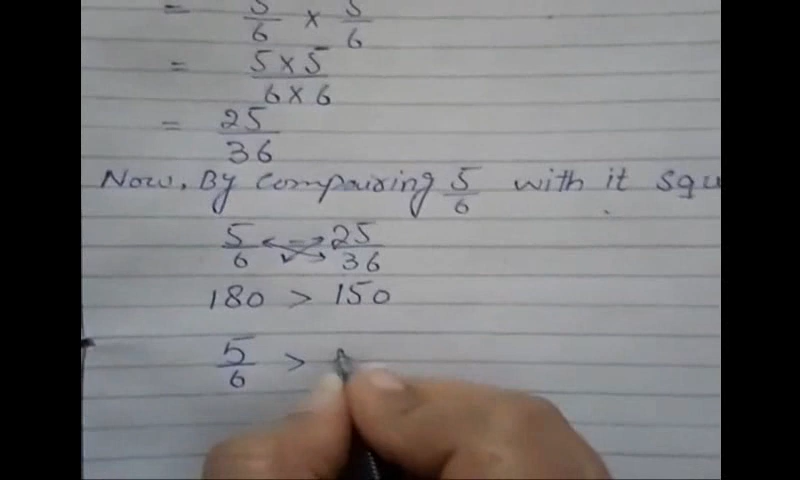 = 5/6 × 5/6
= 5×5/6×6
= 25/36
Now, By compairing 5/6 with it squ
5/6 25/36
180 > 150
5/6 >